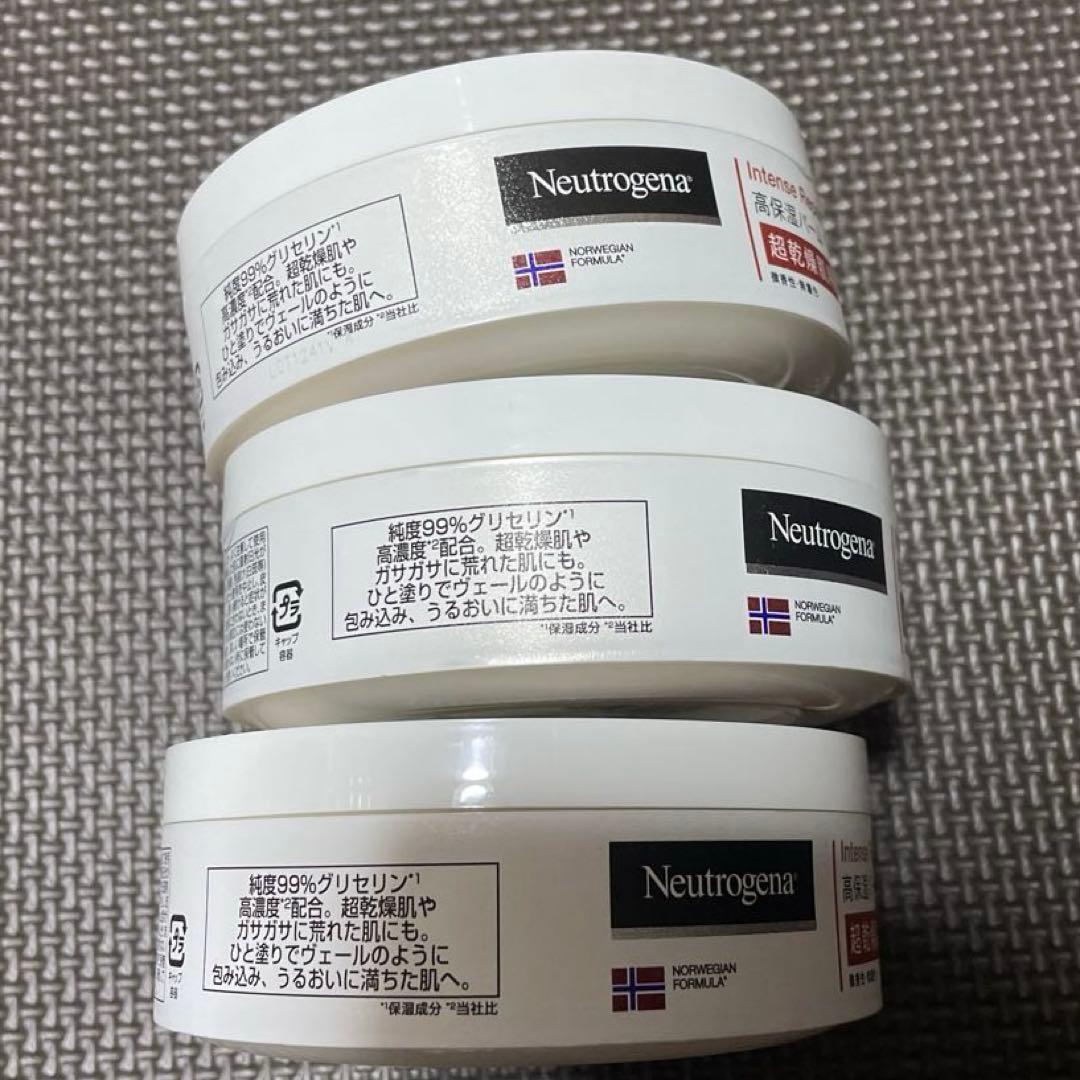 Neutrogena®
NORWEGIAN
FORMULA*
Intense
高保湿
超乾燥肌
微香性・無着色
純度99%グリセリン*1
高濃度*2配合。超乾燥肌や
ガサガサに荒れた肌にも。
ひと塗りでヴェールのように
包み込み、うるおいに満ちた肌へ。
*1保湿成分 *2当社比
Neutrogena®
NORWEGIAN
FORMULA*
純度99%グリセリン*1
高濃度*2配合。超乾燥肌や
ガサガサに荒れた肌にも。
ひと塗りでヴェールのように
包み込み、うるおいに満ちた肌へ。
*1保湿成分 *2当社比
プラ
キャップ
容器
Neutrogena®
NORWEGIAN
FORMULA*
純度99%グリセリン*1
高濃度*2配合。超乾燥肌や
ガサガサに荒れた肌にも。
ひと塗りでヴェールのように
包み込み、うるおいに満ちた肌へ。
*1保湿成分 *2当社比
プラ
キャップ
容器